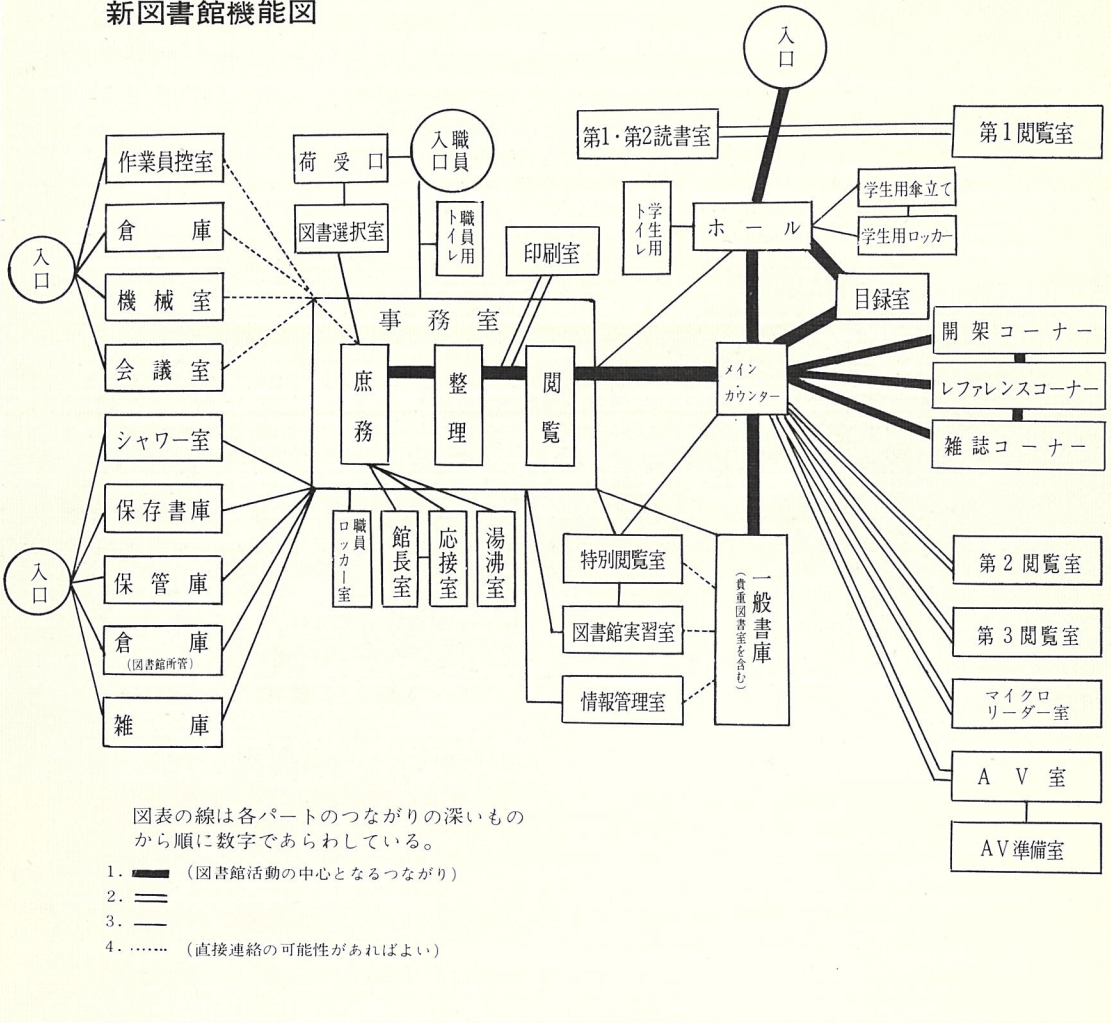 新図書館機能図
入口
第1・第2読書室
第1閲覧室
作業員控室
荷受口
職員
入口
倉庫
図書選択室
職員用
トイレ
印刷室
学生用
トイレ
ホール
学生用傘立て
学生用ロッカー
入口
機械室
会議室
事務室
庶務
整理
閲覧
目録室
メイン
・
カウンター
開架コーナー
レファレンスコーナー
雑誌コーナー
シャワー室
保存書庫
保管庫
倉庫
(図書館所管)
雑庫
入口
職員
ロッカー室
館長室
応接室
湯沸室
特別閲覧室
図書館実習室
情報管理室
一般書庫
(貴重図書室を含む)
第2閲覧室
第3閲覧室
マイクロ
リーダー室
AV室
AV準備室
図表の線は各パートのつながりの深いもの
から順に数字であらわしている。
1. (図書館活動の中心となるつながり)
2.
3.
4. (直接連絡の可能性があればよい)